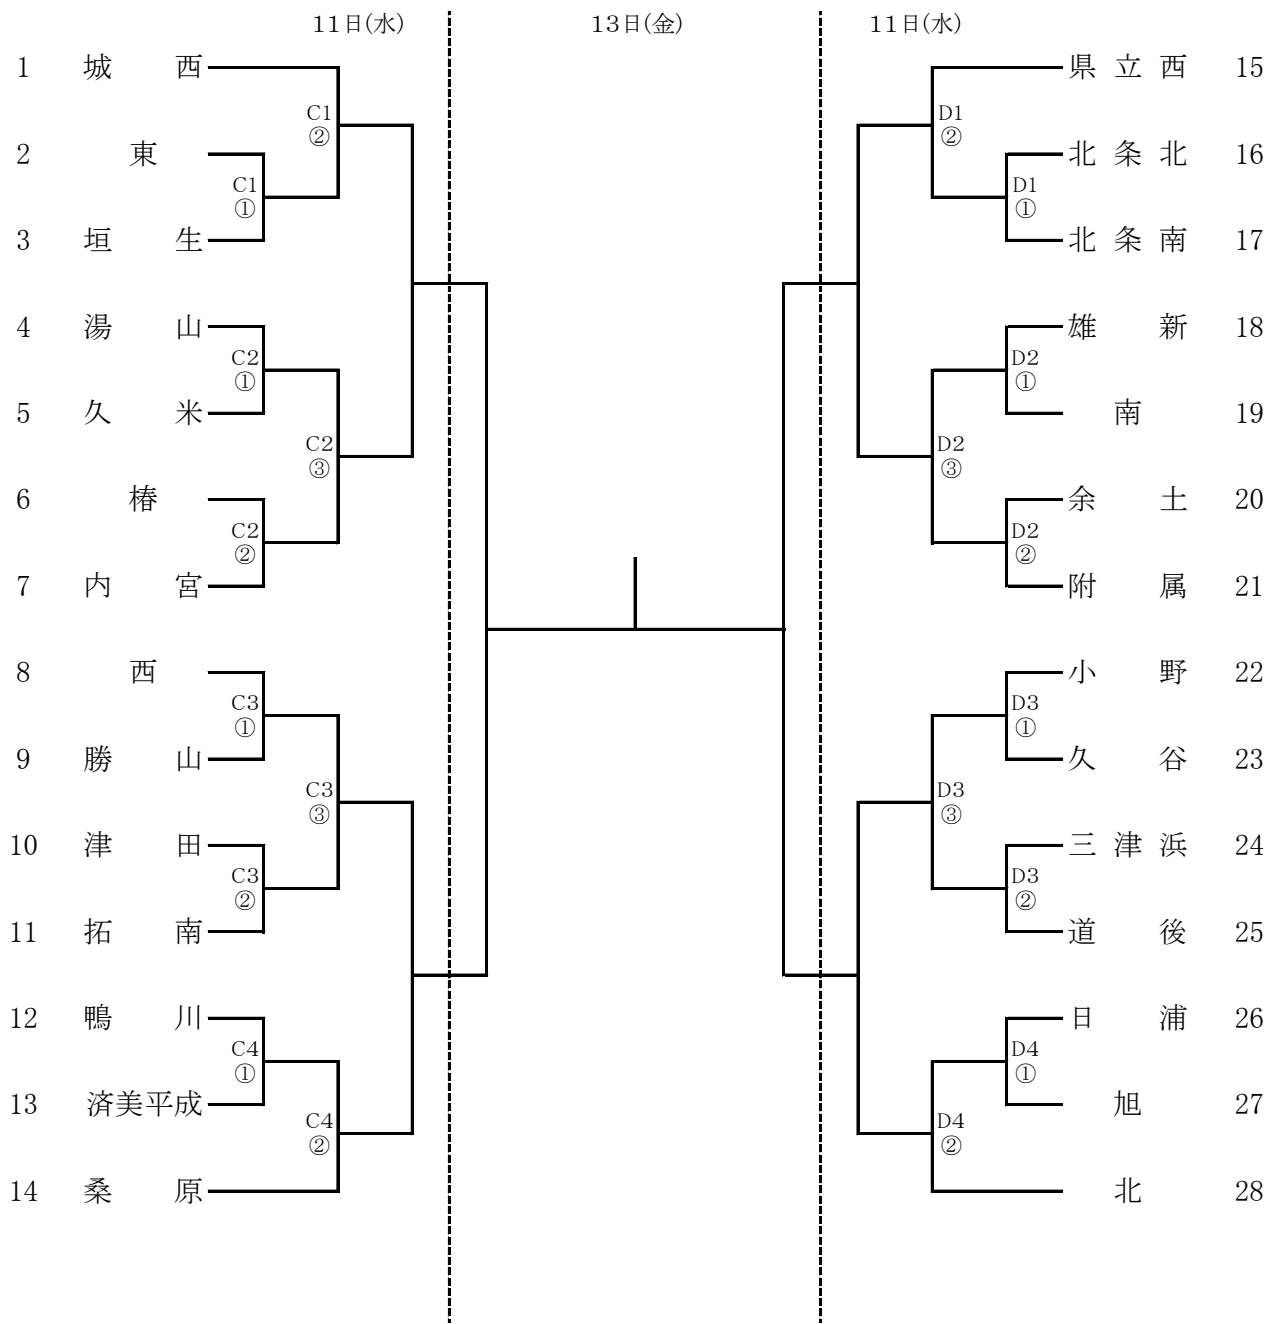 11日(水) 13日(金) 11日(水)
1 城西 県立西 15
C1 D1
② ②
2 東 北条北 16
C1 D1
① ①
3 垣生 北条南 17
4 湯山 雄新 18
C2 D2
① ①
5 久米 南 19
C2 D2
③ ③
6 椿 余土 20
C2 D2
② ②
7 内宮 附属 21
8 西 小野 22
C3 D3
① ①
9 勝山 久谷 23
C3 D3
③ ③
10 津田 三津浜 24
C3 D3
② ②
11 拓南 道後 25
12 鴨川 日浦 26
C4 D4
① ①
13 済美平成 旭 27
C4 D4
② ②
14 桑原 北 28